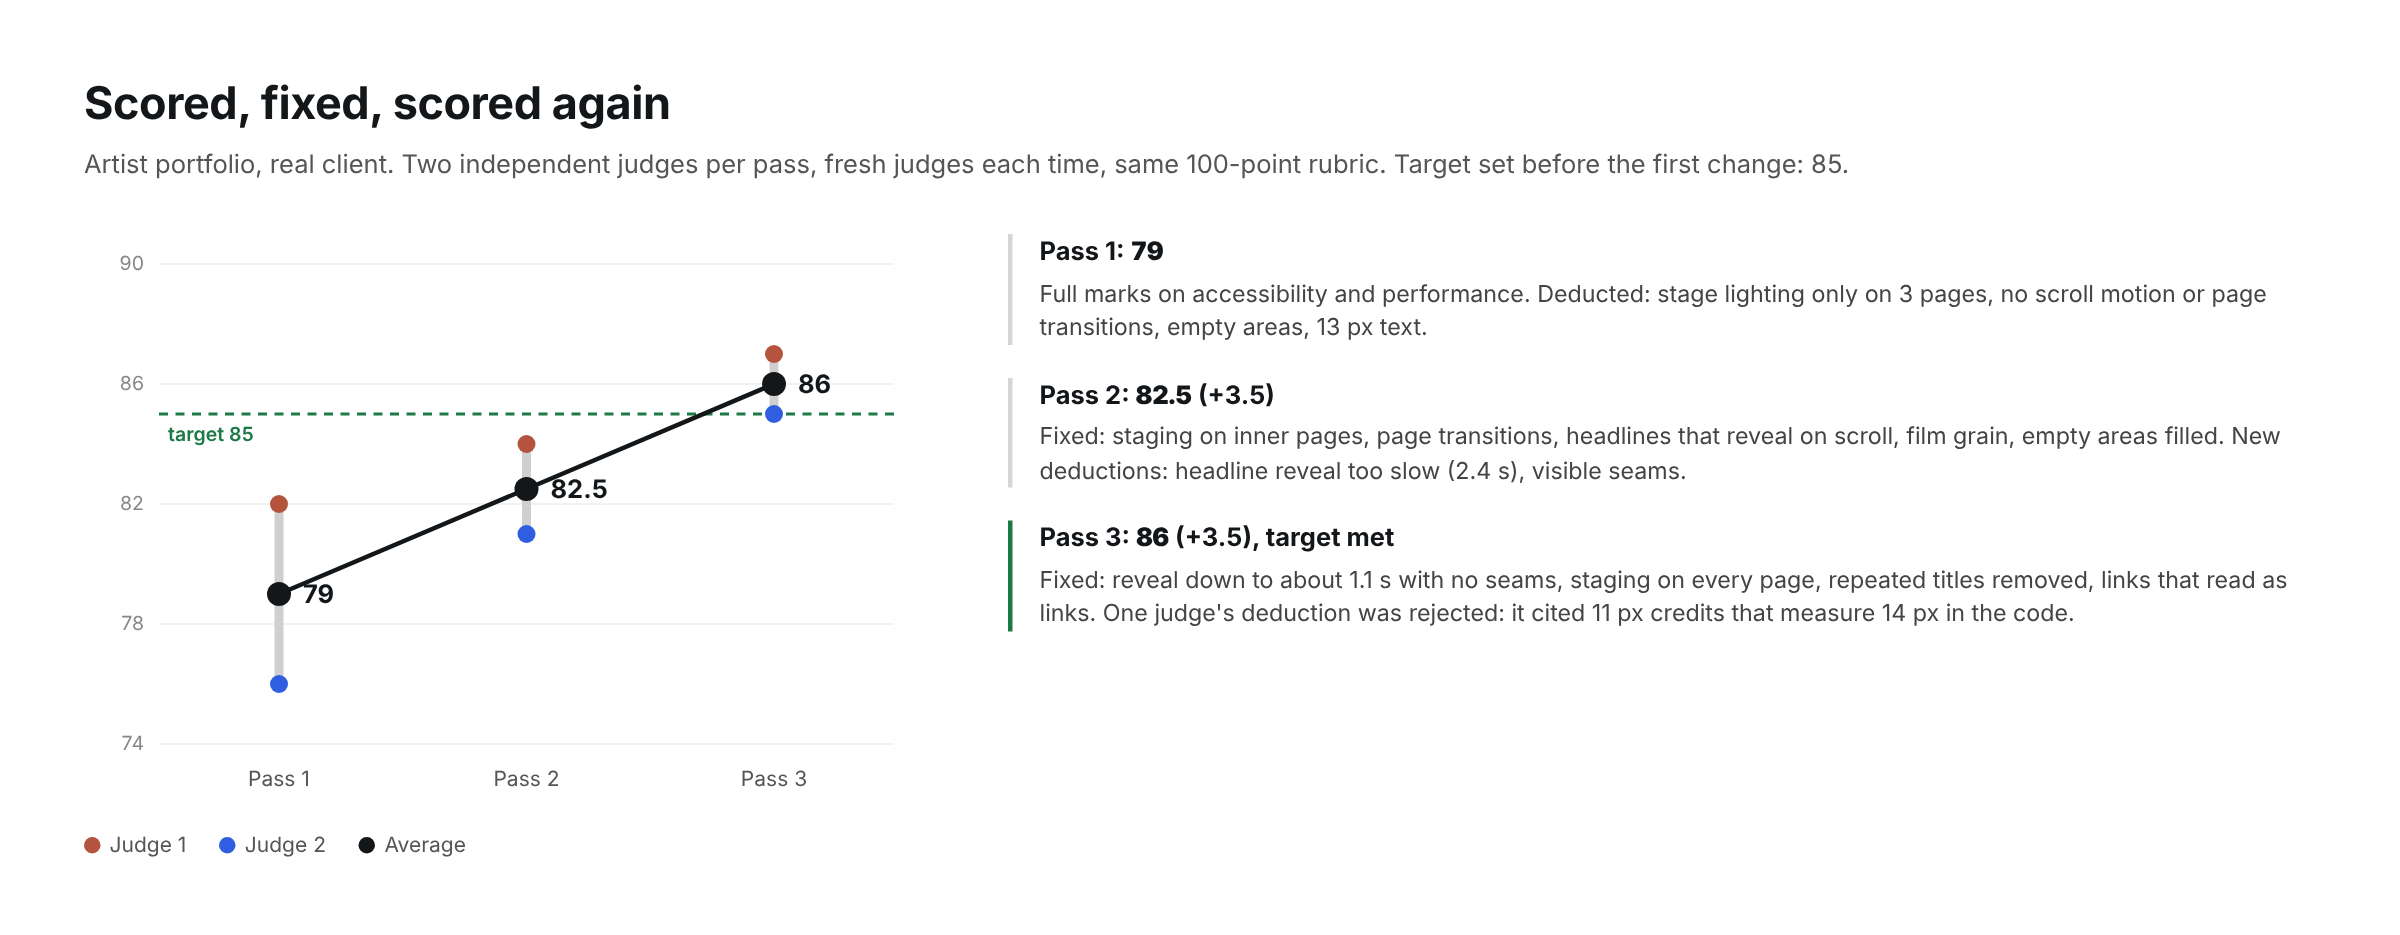 Scored, fixed, scored again
Artist portfolio, real client. Two independent judges per pass, fresh judges each time, same 100-point rubric. Target set before the first change: 85.
90
86
82
78
74
target 85
79
82.5
86
Pass 1
Pass 2
Pass 3
Judge 1
Judge 2
Average
Pass 1: 79
Full marks on accessibility and performance. Deducted: stage lighting only on 3 pages, no scroll motion or page
transitions, empty areas, 13 px text.
Pass 2: 82.5 (+3.5)
Fixed: staging on inner pages, page transitions, headlines that reveal on scroll, film grain, empty areas filled. New
deductions: headline reveal too slow (2.4 s), visible seams.
Pass 3: 86 (+3.5), target met
Fixed: reveal down to about 1.1 s with no seams, staging on every page, repeated titles removed, links that read as
links. One judge's deduction was rejected: it cited 11 px credits that measure 14 px in the code.